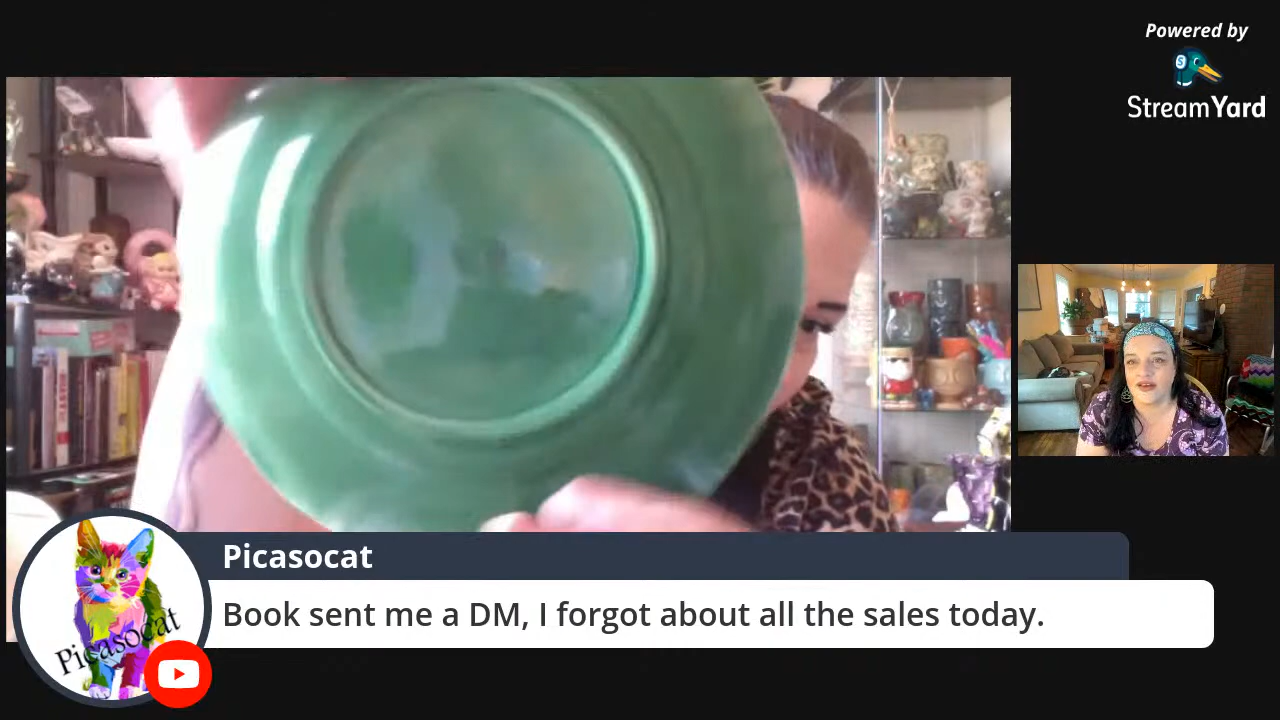 Powered by
StreamYard
Picasocat
Book sent me a DM, I forgot about all the sales today.
Picasocat